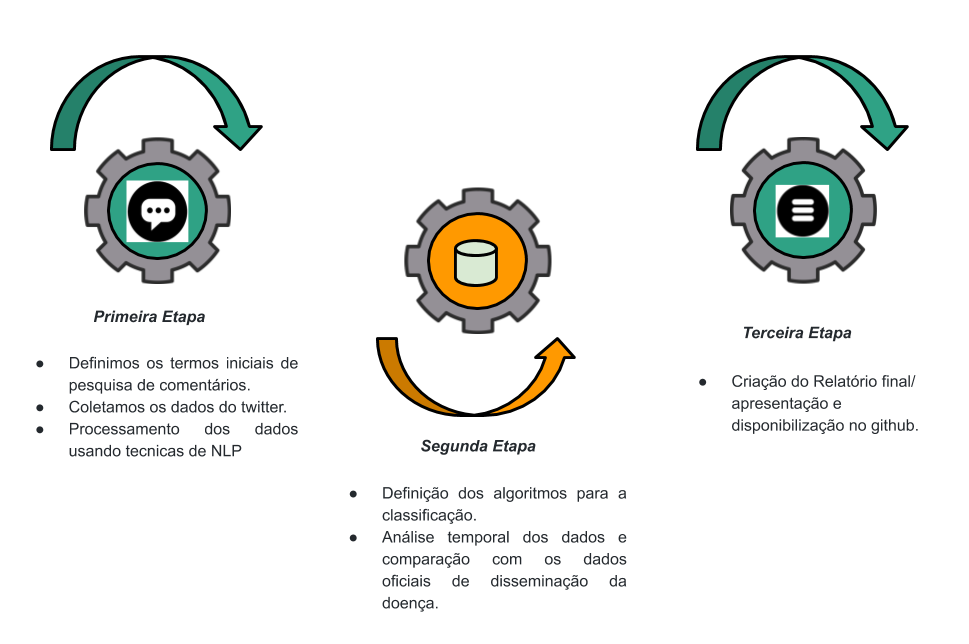 Primeira Etapa
● Definimos os termos iniciais de
pesquisa de comentários.
● Coletamos os dados do twitter.
● Processamento dos dados
usando tecnicas de NLP
Segunda Etapa
● Definição dos algoritmos para a
classificação.
● Análise temporal dos dados e
comparação com os dados
oficiais de disseminação da
doença.
Terceira Etapa
● Criação do Relatório final/
apresentação e
disponibilização no github.